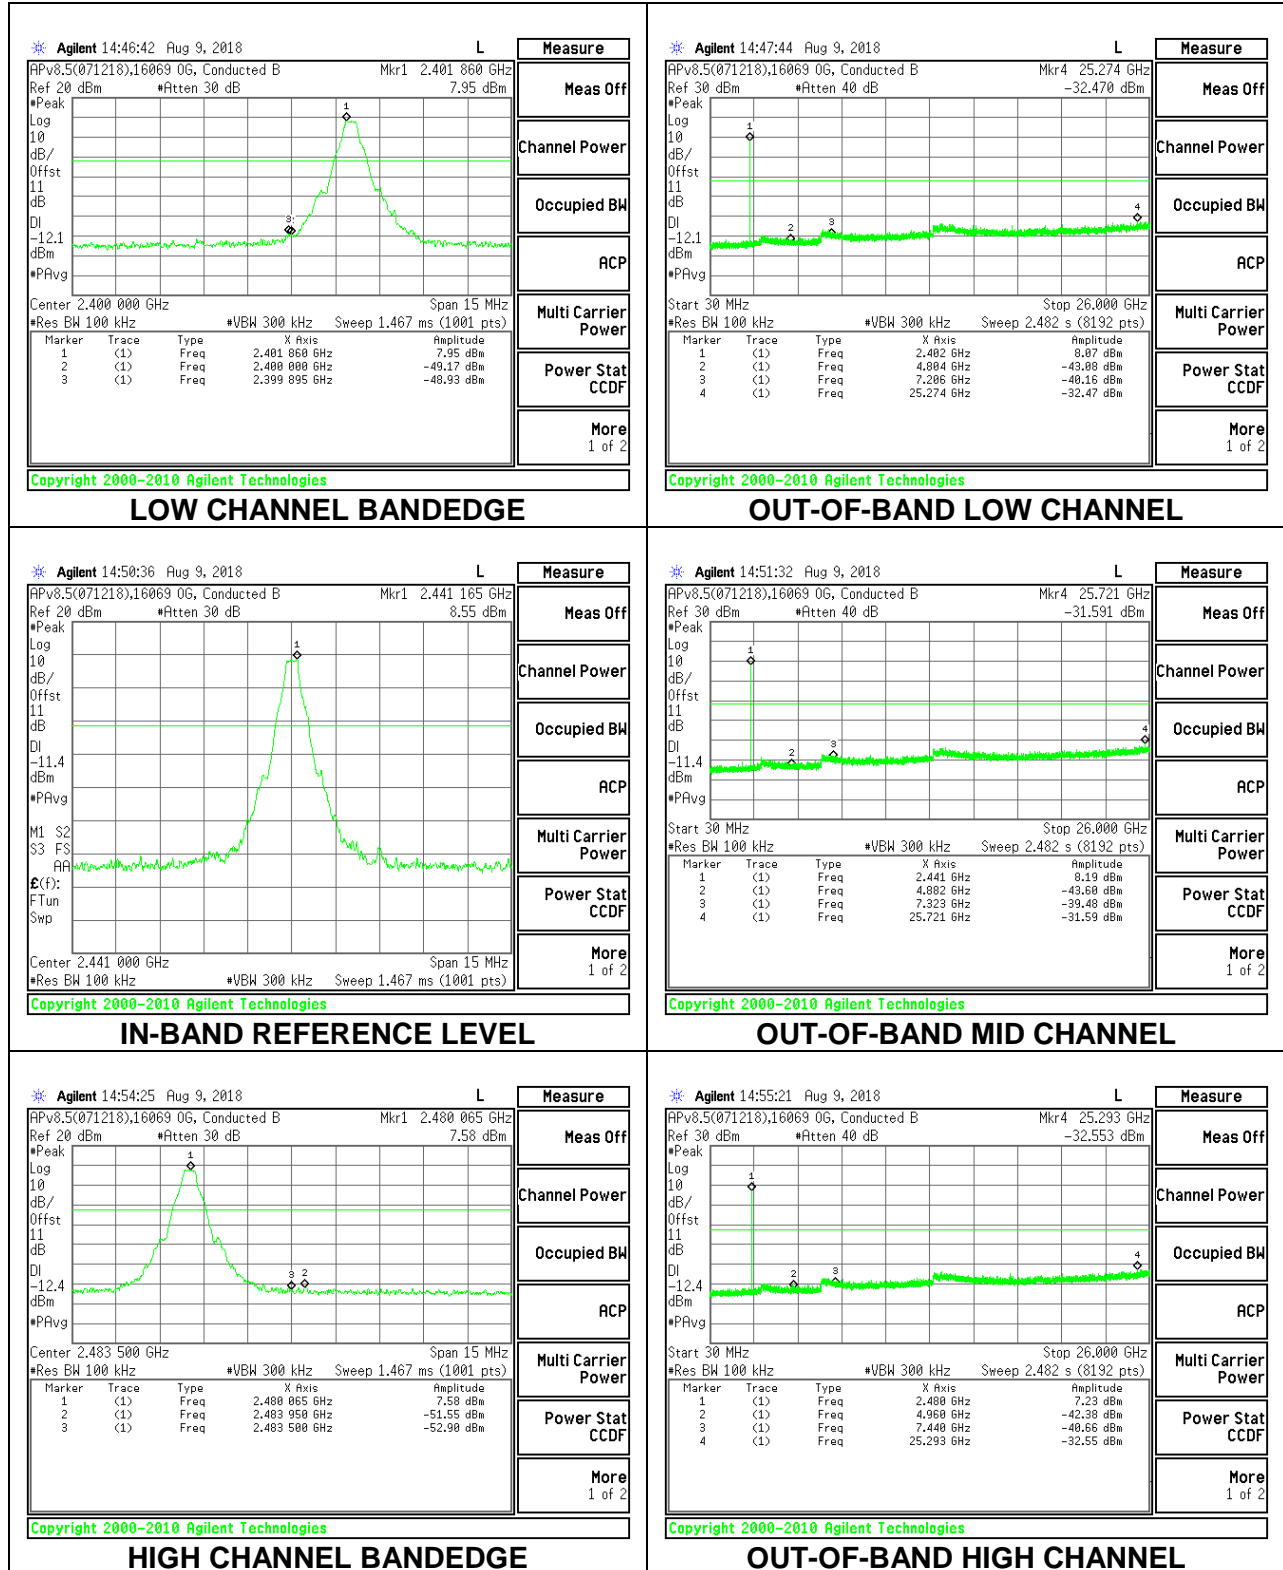 Agilent 14:46:42 Aug 9, 2018 L Measure
APv8.5(071218),16069 OG, Conducted B Mkr1 2.401 860 GHz
Ref 20 dBm #Atten 30 dB 7.95 dBm
Meas Off
#Peak
Log
10
dB/
Offst
11
dB
DI
-12.1
dBm
#PAvg
1
3
Channel Power
Occupied BW
ACP
Center 2.400 000 GHz Span 15 MHz
#Res BW 100 kHz #VBW 300 kHz Sweep 1.467 ms (1001 pts)
Multi Carrier
Power
Marker Trace Type X Axis Amplitude
1 (1) Freq 2.401 860 GHz 7.95 dBm
2 (1) Freq 2.400 000 GHz -49.17 dBm
3 (1) Freq 2.399 895 GHz -48.93 dBm
Power Stat
CCDF
More
1 of 2
Copyright 2000-2010 Agilent Technologies
LOW CHANNEL BANDEDGE
Agilent 14:47:44 Aug 9, 2018 L Measure
APv8.5(071218),16069 OG, Conducted B Mkr4 25.274 GHz
Ref 30 dBm #Atten 40 dB -32.470 dBm
Meas Off
#Peak
Log
10
dB/
Offst
11
dB
DI
-12.1
dBm
#PAvg
1
2
3
4
Channel Power
Occupied BW
ACP
Start 30 MHz Stop 26.000 GHz
#Res BW 100 kHz #VBW 300 kHz Sweep 2.482 s (8192 pts)
Multi Carrier
Power
Marker Trace Type X Axis Amplitude
1 (1) Freq 2.402 GHz 8.07 dBm
2 (1) Freq 4.804 GHz -43.08 dBm
3 (1) Freq 7.206 GHz -40.16 dBm
4 (1) Freq 25.274 GHz -32.47 dBm
Power Stat
CCDF
More
1 of 2
Copyright 2000-2010 Agilent Technologies
OUT-OF-BAND LOW CHANNEL
Agilent 14:50:36 Aug 9, 2018 L Measure
APv8.5(071218),16069 OG, Conducted B Mkr1 2.441 165 GHz
Ref 20 dBm #Atten 30 dB 8.55 dBm
Meas Off
#Peak
Log
10
dB/
Offst
11
dB
DI
-11.4
dBm
#PAvg
M1 S2
S3 FS
AA
£(f):
FTun
Swp
1
Channel Power
Occupied BW
ACP
Multi Carrier
Power
Power Stat
CCDF
Center 2.441 000 GHz Span 15 MHz
#Res BW 100 kHz #VBW 300 kHz Sweep 1.467 ms (1001 pts)
More
1 of 2
Copyright 2000-2010 Agilent Technologies
IN-BAND REFERENCE LEVEL
Agilent 14:51:32 Aug 9, 2018 L Measure
APv8.5(071218),16069 OG, Conducted B Mkr4 25.721 GHz
Ref 30 dBm #Atten 40 dB -31.591 dBm
Meas Off
#Peak
Log
10
dB/
Offst
11
dB
DI
-11.4
dBm
#PAvg
1
2
3
4
Channel Power
Occupied BW
ACP
Start 30 MHz Stop 26.000 GHz
#Res BW 100 kHz #VBW 300 kHz Sweep 2.482 s (8192 pts)
Multi Carrier
Power
Marker Trace Type X Axis Amplitude
1 (1) Freq 2.441 GHz 8.19 dBm
2 (1) Freq 4.882 GHz -43.60 dBm
3 (1) Freq 7.323 GHz -39.48 dBm
4 (1) Freq 25.721 GHz -31.59 dBm
Power Stat
CCDF
More
1 of 2
Copyright 2000-2010 Agilent Technologies
OUT-OF-BAND MID CHANNEL
Agilent 14:54:25 Aug 9, 2018 L Measure
APv8.5(071218),16069 OG, Conducted B Mkr1 2.480 065 GHz
Ref 20 dBm #Atten 30 dB 7.58 dBm
Meas Off
#Peak
Log
10
dB/
Offst
11
dB
DI
-12.4
dBm
#PAvg
1
3 2
Channel Power
Occupied BW
ACP
Center 2.483 500 GHz Span 15 MHz
#Res BW 100 kHz #VBW 300 kHz Sweep 1.467 ms (1001 pts)
Multi Carrier
Power
Marker Trace Type X Axis Amplitude
1 (1) Freq 2.480 065 GHz 7.58 dBm
2 (1) Freq 2.483 950 GHz -51.55 dBm
3 (1) Freq 2.483 500 GHz -52.90 dBm
Power Stat
CCDF
More
1 of 2
Copyright 2000-2010 Agilent Technologies
HIGH CHANNEL BANDEDGE
Agilent 14:55:21 Aug 9, 2018 L Measure
APv8.5(071218),16069 OG, Conducted B Mkr4 25.293 GHz
Ref 30 dBm #Atten 40 dB -32.553 dBm
Meas Off
#Peak
Log
10
dB/
Offst
11
dB
DI
-12.4
dBm
#PAvg
1
2
3
4
Channel Power
Occupied BW
ACP
Start 30 MHz Stop 26.000 GHz
#Res BW 100 kHz #VBW 300 kHz Sweep 2.482 s (8192 pts)
Multi Carrier
Power
Marker Trace Type X Axis Amplitude
1 (1) Freq 2.480 GHz 7.23 dBm
2 (1) Freq 4.960 GHz -42.38 dBm
3 (1) Freq 7.440 GHz -40.66 dBm
4 (1) Freq 25.293 GHz -32.55 dBm
Power Stat
CCDF
More
1 of 2
Copyright 2000-2010 Agilent Technologies
OUT-OF-BAND HIGH CHANNEL